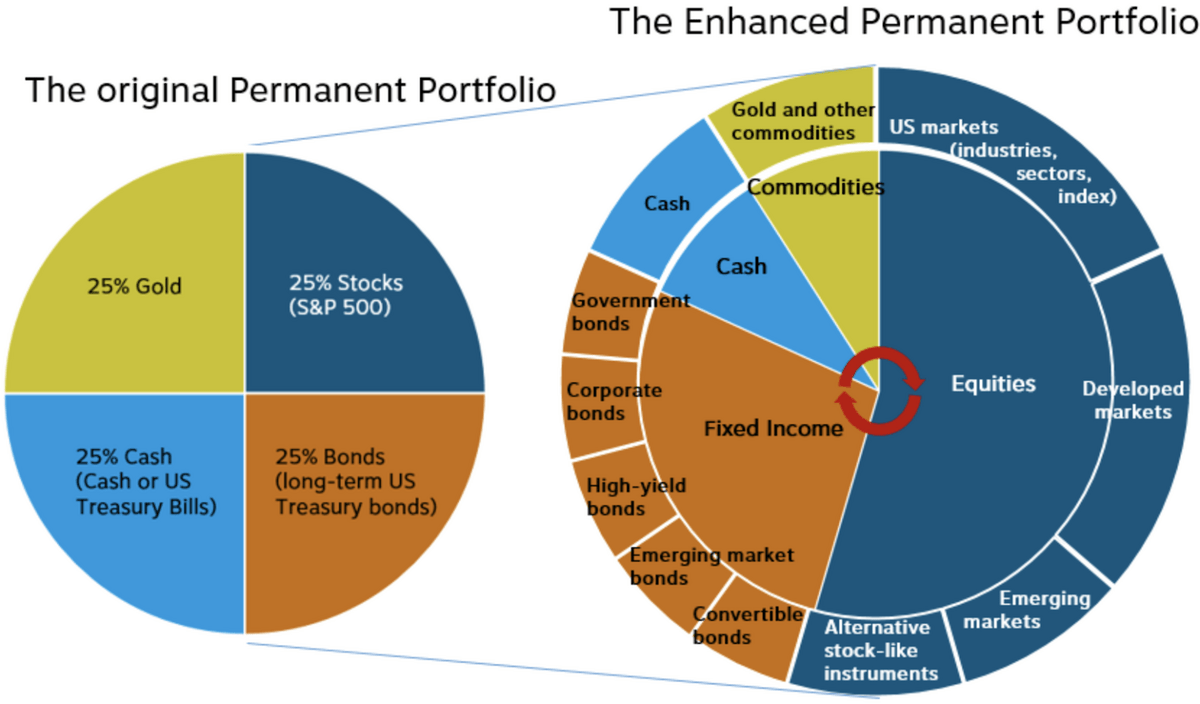 The Enhanced Permanent Portfolio
The original Permanent Portfolio
25% Gold
25% Stocks
(S&P 500)
25% Cash
(Cash or US
Treasury Bills)
25% Bonds
(long-term US
Treasury bonds)
Gold and other
commodities
US markets
(industries,
sectors,
index)
Commodities
Cash
Cash
Government
bonds
Equities
Developed
markets
Corporate
bonds
Fixed Income
High-yield
bonds
Emerging market
bonds
Convertible
bonds
Alternative
stock-like
instruments
Emerging
markets